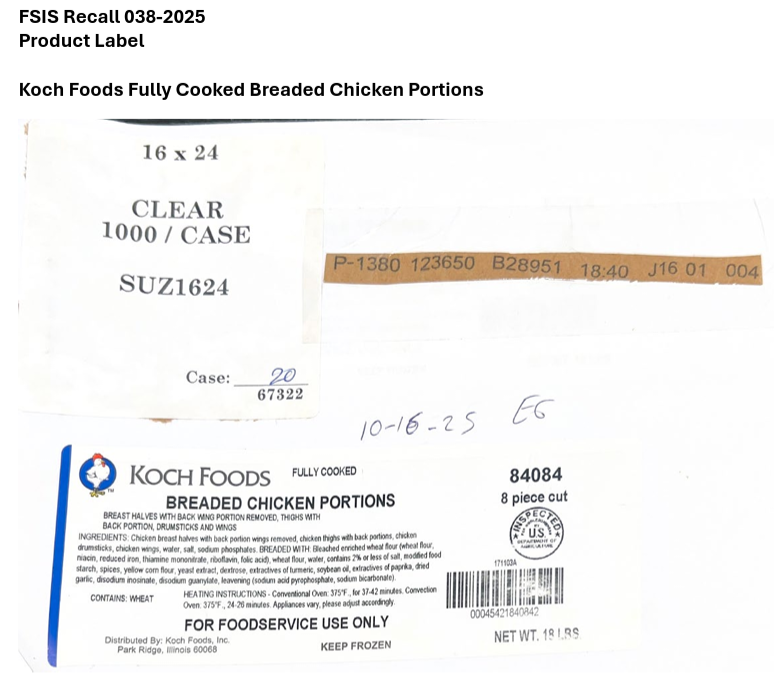 FSIS Recall 038-2025
Product Label
Koch Foods Fully Cooked Breaded Chicken Portions
16 x 24
CLEAR
1000 / CASE
SUZ1624
Case: 20
67322
P-1380 123650 B28951 18:40 J16 01 004
10-16-25 EG
KOCH FOODS FULLY COOKED
TM
BREADED CHICKEN PORTIONS
BREAST HALVES WITH BACK WING PORTION REMOVED, THIGHS WITH
BACK PORTION, DRUMSTICKS AND WINGS
INGREDIENTS: Chicken breast halves with back portion wings removed, chicken thighs with back portions, chicken
drumsticks, chicken wings, water, salt, sodium phosphates. BREADED WITH: Bleached enriched wheat flour (wheat flour,
niacin, reduced iron, thiamine mononitrate, riboflavin, folic acid), wheat flour, water, contains 2% or less of salt, modified food
starch, spices, yellow corn flour, yeast extract, dextrose, extractives of turmeric, soybean oil, extractives of paprika, dried
garlic, disodium inosinate, disodium guanylate, leavening (sodium acid pyrophosphate, sodium bicarbonate).
CONTAINS: WHEAT
HEATING INSTRUCTIONS - Conventional Oven: 375°F., for 37-42 minutes. Convection
Oven: 375°F., 24-26 minutes. Appliances vary, please adjust accordingly.
FOR FOODSERVICE USE ONLY
Distributed By: Koch Foods, Inc.
Park Ridge, Illinois 60068
KEEP FROZEN
84084
8 piece cut
INSPECTED
BY
U.S.
DEPARTMENT OF
AGRICULTURE
171103A
00045421840842
NET WT. 18 LBS